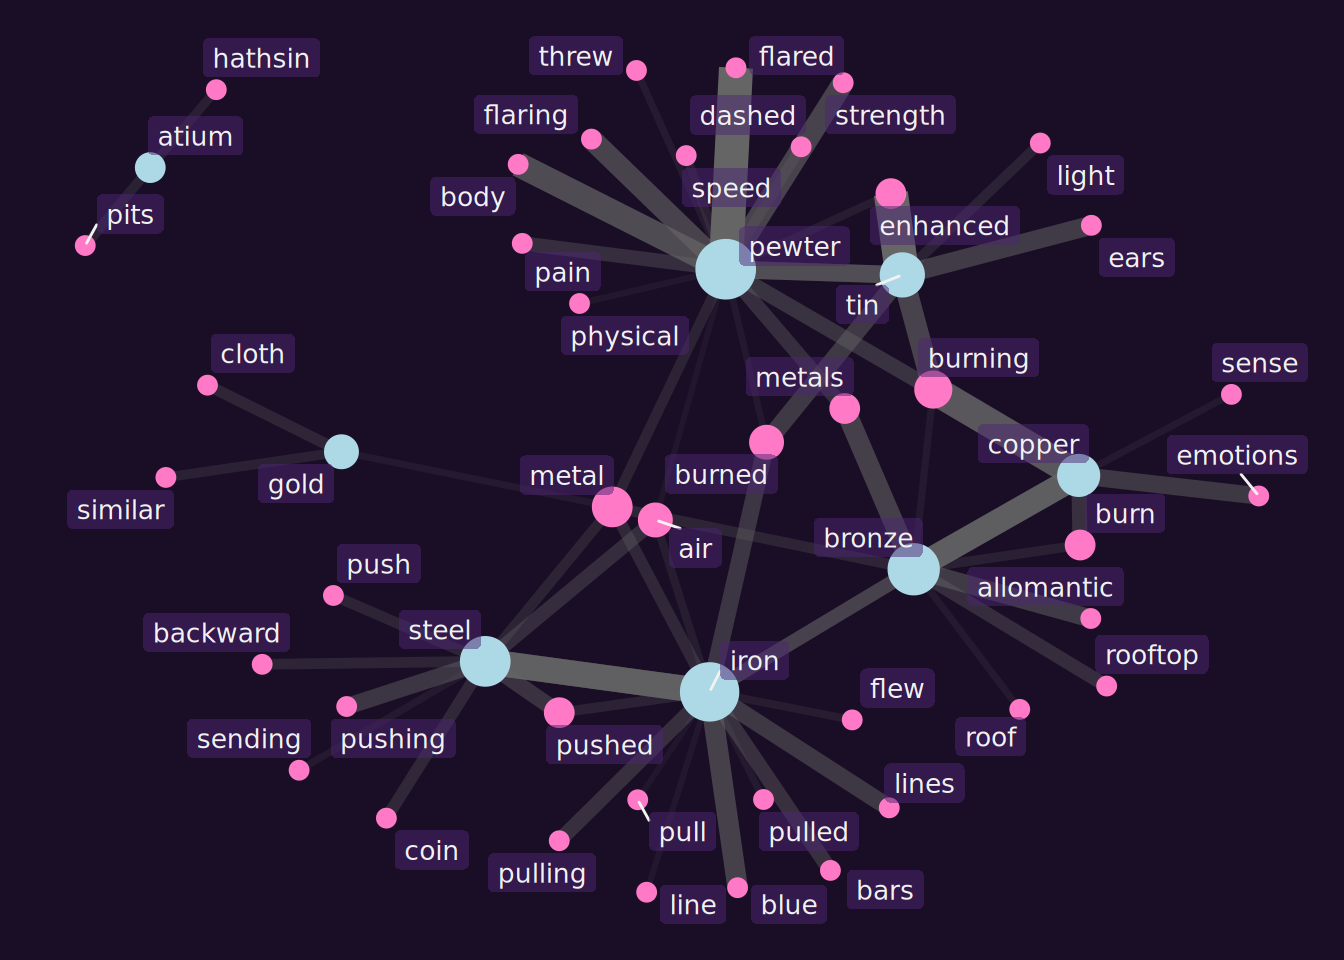 hathsin
threw
flared
atium
flaring
dashed
strength
light
body
speed
pits
enhanced
pewter
ears
pain
tin
physical
cloth
burning
sense
metals
copper
emotions
metal
burned
gold
similar
burn
bronze
air
push
allomantic
backward
steel
rooftop
iron
flew
sending
pushing
pushed
roof
lines
coin
pull
pulled
pulling
line
blue
bars